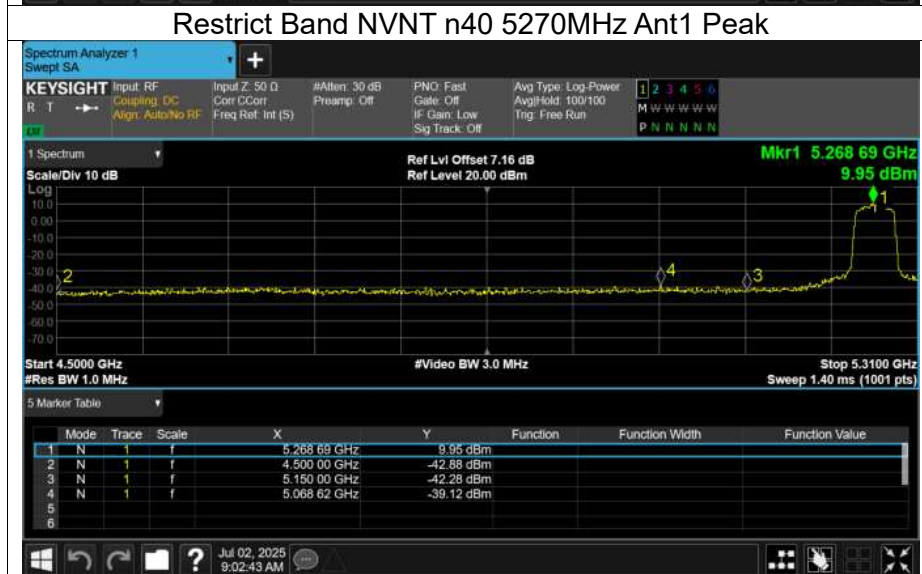 Restrict Band NVNT n40 5270MHz Ant1 Peak
Spectrum Analyzer 1
Swept SA
+
KEYSIGHT Input: RF Input Z: 50 Ω #Atten: 30 dB PNO: Fast Avg Type: Log-Power 1 2 3 4 5 6
R T Coupling: DC Corr CCorr Preamp: Off Gate: Off Avg|Hold: 100/100 M W W W W W
Align: Auto/No RF Freq Ref: Int (S) IF Gain: Low Trig: Free Run
Sig Track: Off P N N N N N
LXI
1 Spectrum Ref Lvl Offset 7.16 dB Mkr1 5.268 69 GHz
Scale/Div 10 dB Ref Level 20.00 dBm 9.95 dBm
Log
1
10.0
0.00
-10.0
-20.0
-30.0
2 4 3
-40.0
-50.0
-60.0
-70.0
Start 4.5000 GHz #Video BW 3.0 MHz Stop 5.3100 GHz
#Res BW 1.0 MHz Sweep 1.40 ms (1001 pts)
5 Marker Table
Mode Trace Scale X Y Function Function Width Function Value
1 N 1 f 5.268 69 GHz 9.95 dBm
2 N 1 f 4.500 00 GHz -42.88 dBm
3 N 1 f 5.150 00 GHz -42.28 dBm
4 N 1 f 5.068 62 GHz -39.12 dBm
5
6
? Jul 02, 2025
9:02:43 AM